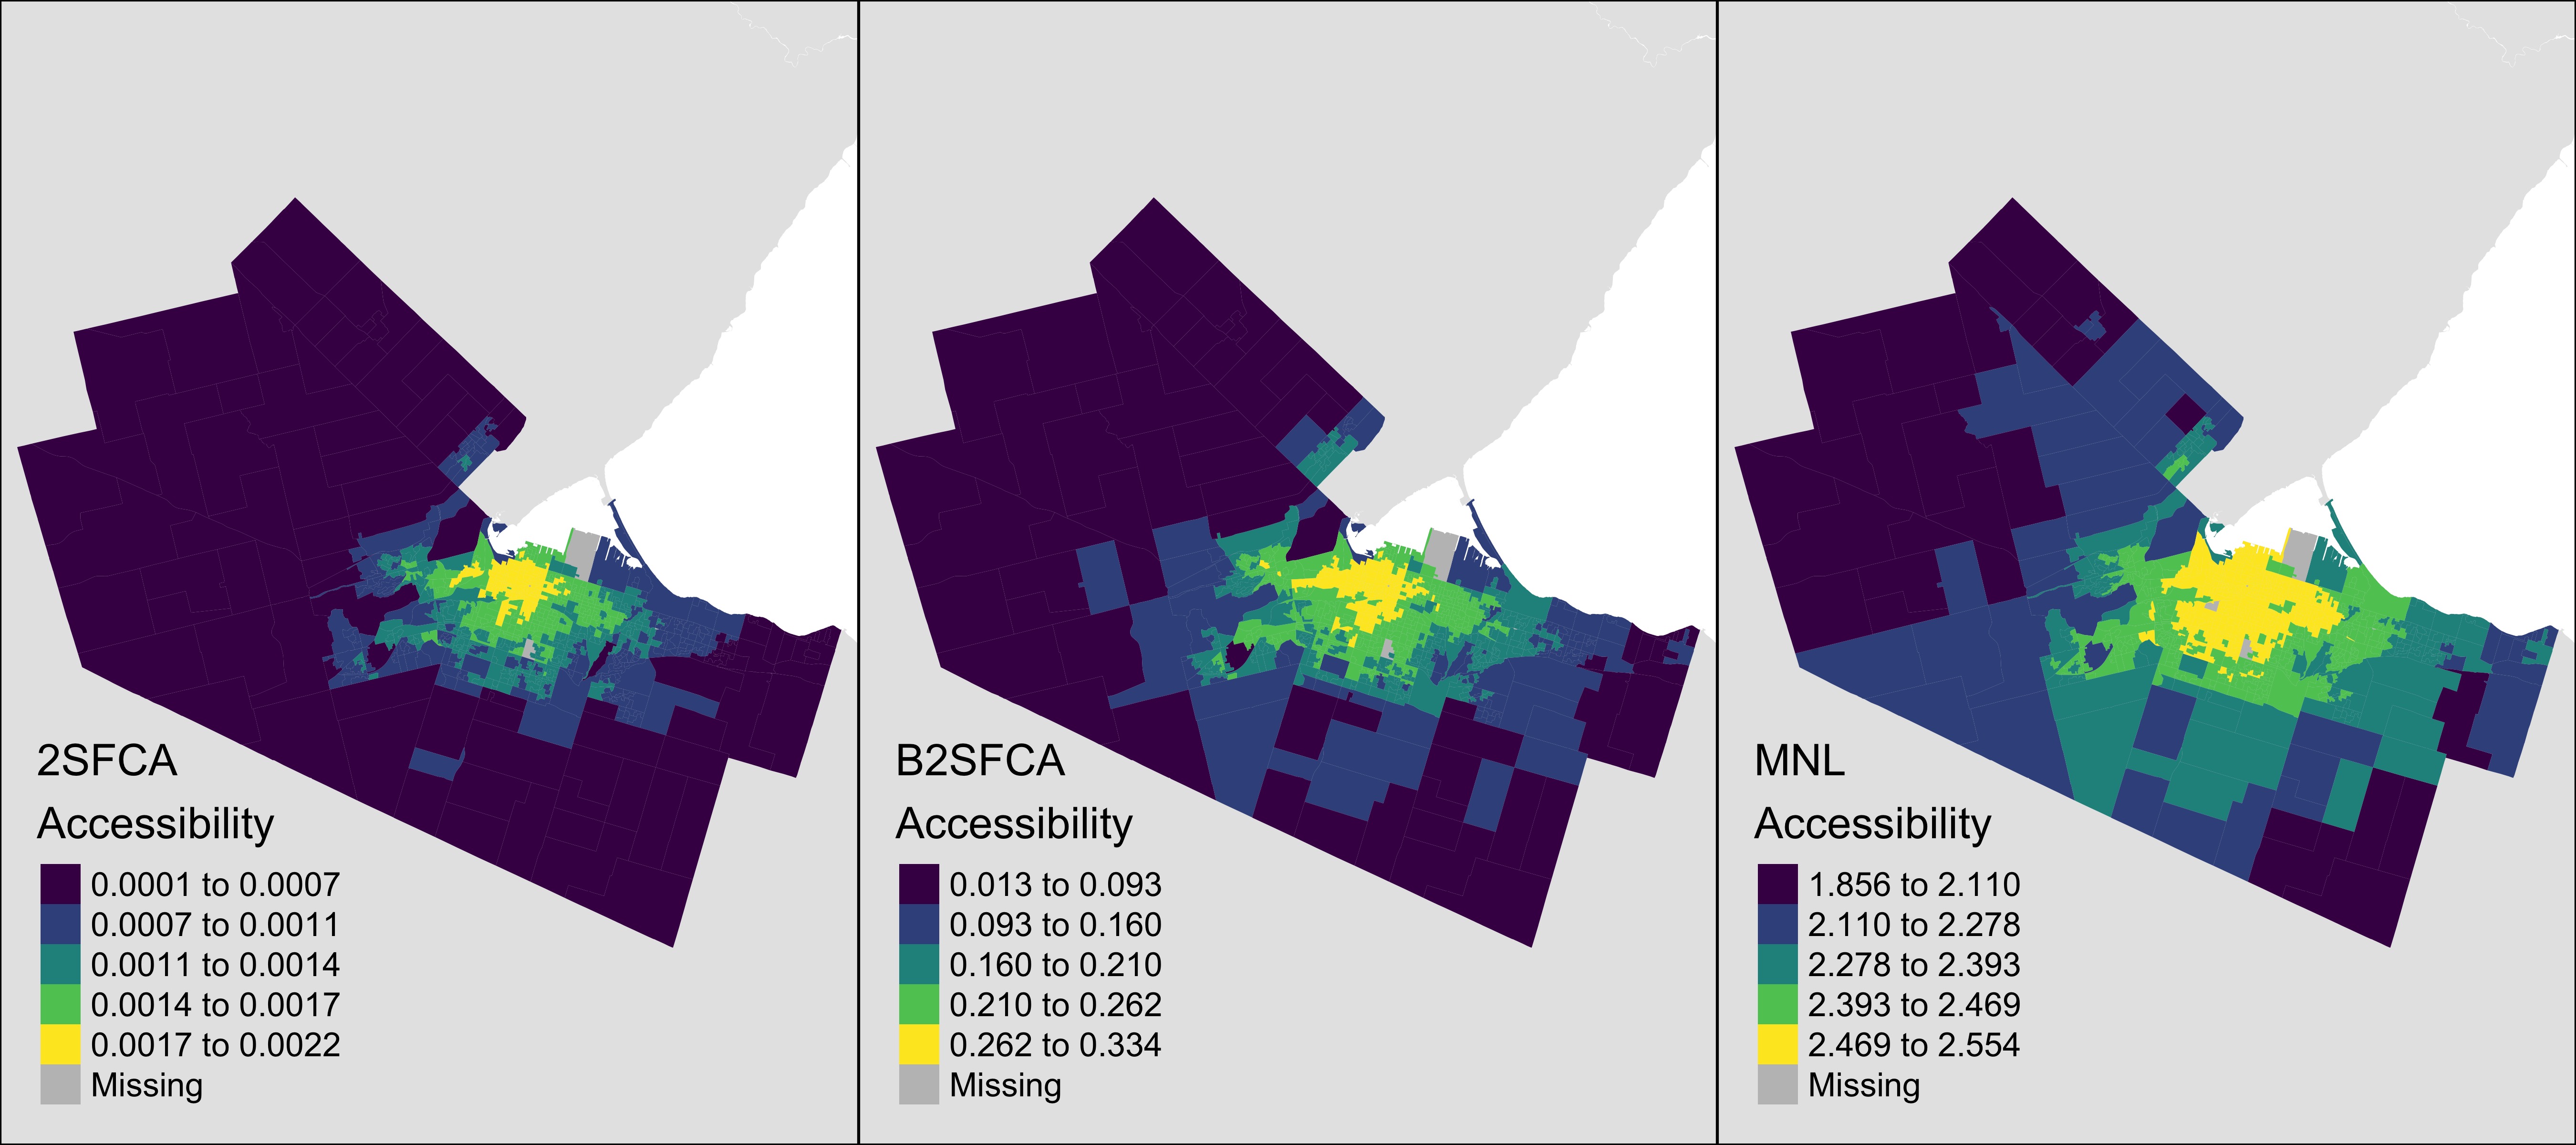 2SFCA
Accessibility
0.0001 to 0.0007
0.0007 to 0.0011
0.0011 to 0.0014
0.0014 to 0.0017
0.0017 to 0.0022
Missing
B2SFCA
Accessibility
0.013 to 0.093
0.093 to 0.160
0.160 to 0.210
0.210 to 0.262
0.262 to 0.334
Missing
MNL
Accessibility
1.856 to 2.110
2.110 to 2.278
2.278 to 2.393
2.393 to 2.469
2.469 to 2.554
Missing